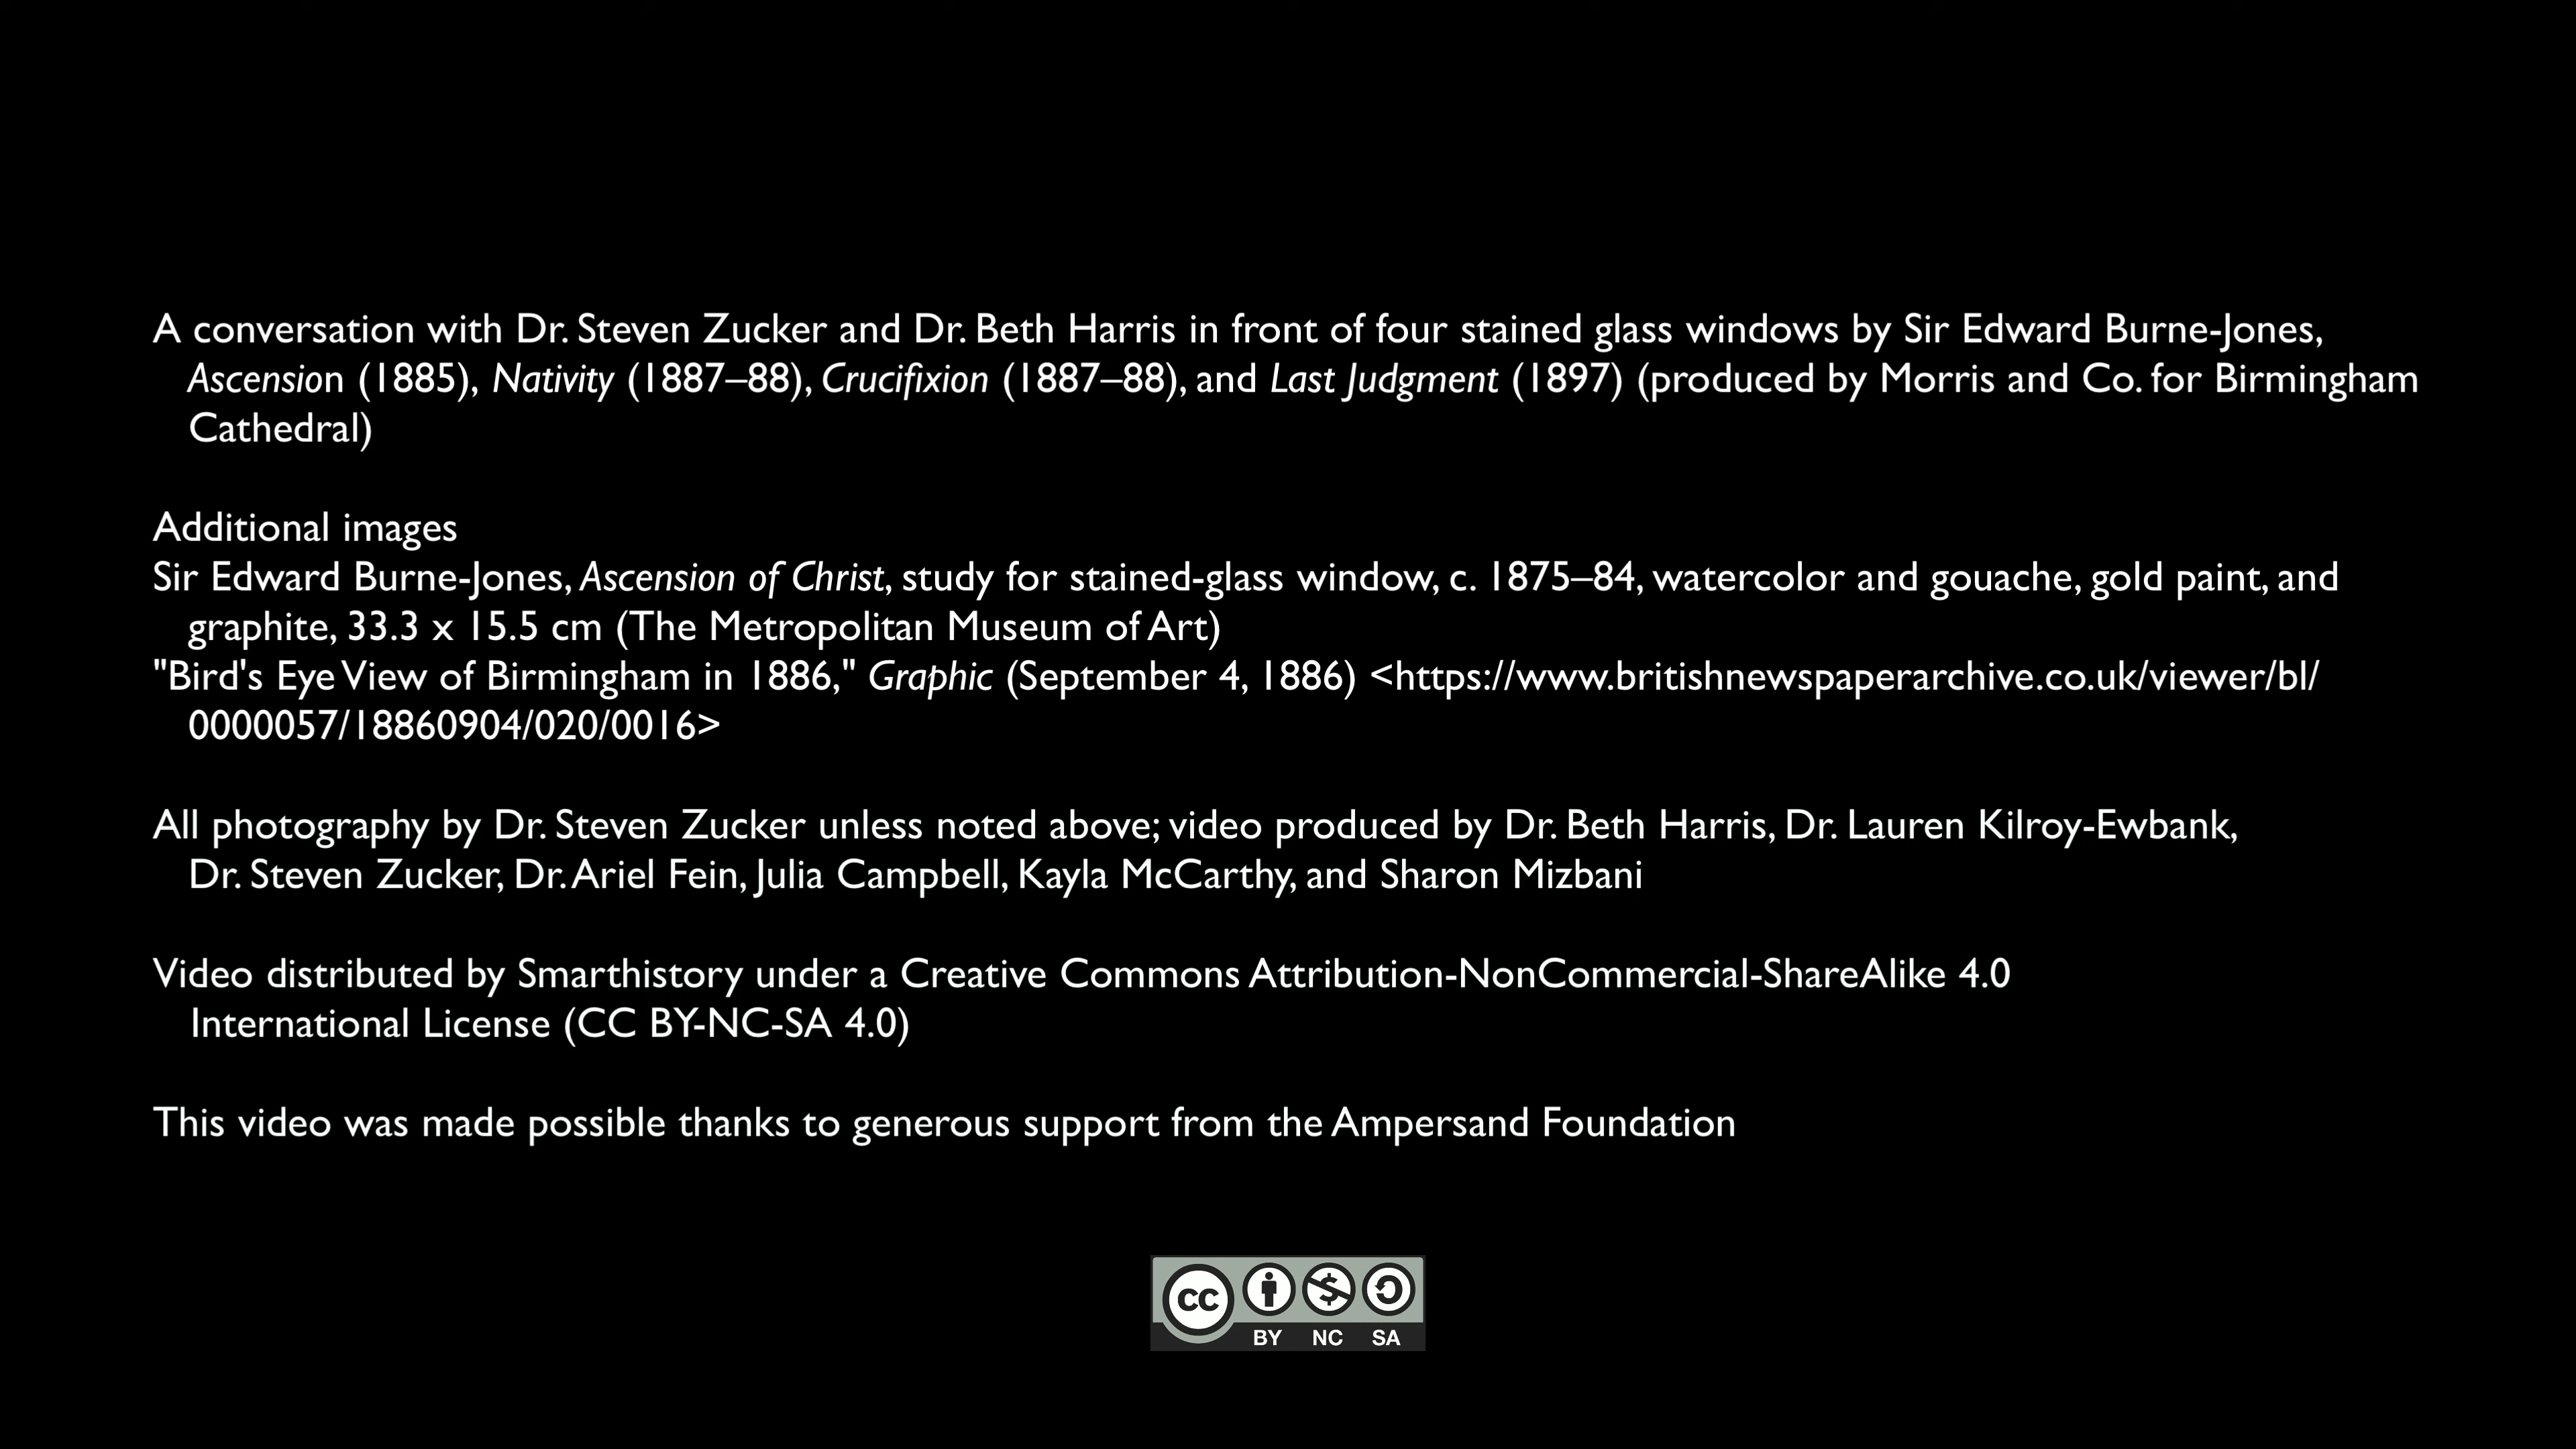 A conversation with Dr. Steven Zucker and Dr. Beth Harris in front of four stained glass windows by Sir Edward Burne-Jones,
Ascension (1885), Nativity (1887–88), Crucifixion (1887–88), and Last Judgment (1897) (produced by Morris and Co. for Birmingham
Cathedral)
Additional images
Sir Edward Burne-Jones, Ascension of Christ, study for stained-glass window, c. 1875–84, watercolor and gouache, gold paint, and
graphite, 33.3 x 15.5 cm (The Metropolitan Museum of Art)
"Bird's Eye View of Birmingham in 1886," Graphic (September 4, 1886) <https://www.britishnewspaperarchive.co.uk/viewer/bl/
0000057/18860904/020/0016>
All photography by Dr. Steven Zucker unless noted above; video produced by Dr. Beth Harris, Dr. Lauren Kilroy-Ewbank,
Dr. Steven Zucker, Dr. Ariel Fein, Julia Campbell, Kayla McCarthy, and Sharon Mizbani
Video distributed by Smarthistory under a Creative Commons Attribution-NonCommercial-ShareAlike 4.0
International License (CC BY-NC-SA 4.0)
This video was made possible thanks to generous support from the Ampersand Foundation
CC
BY NC SA